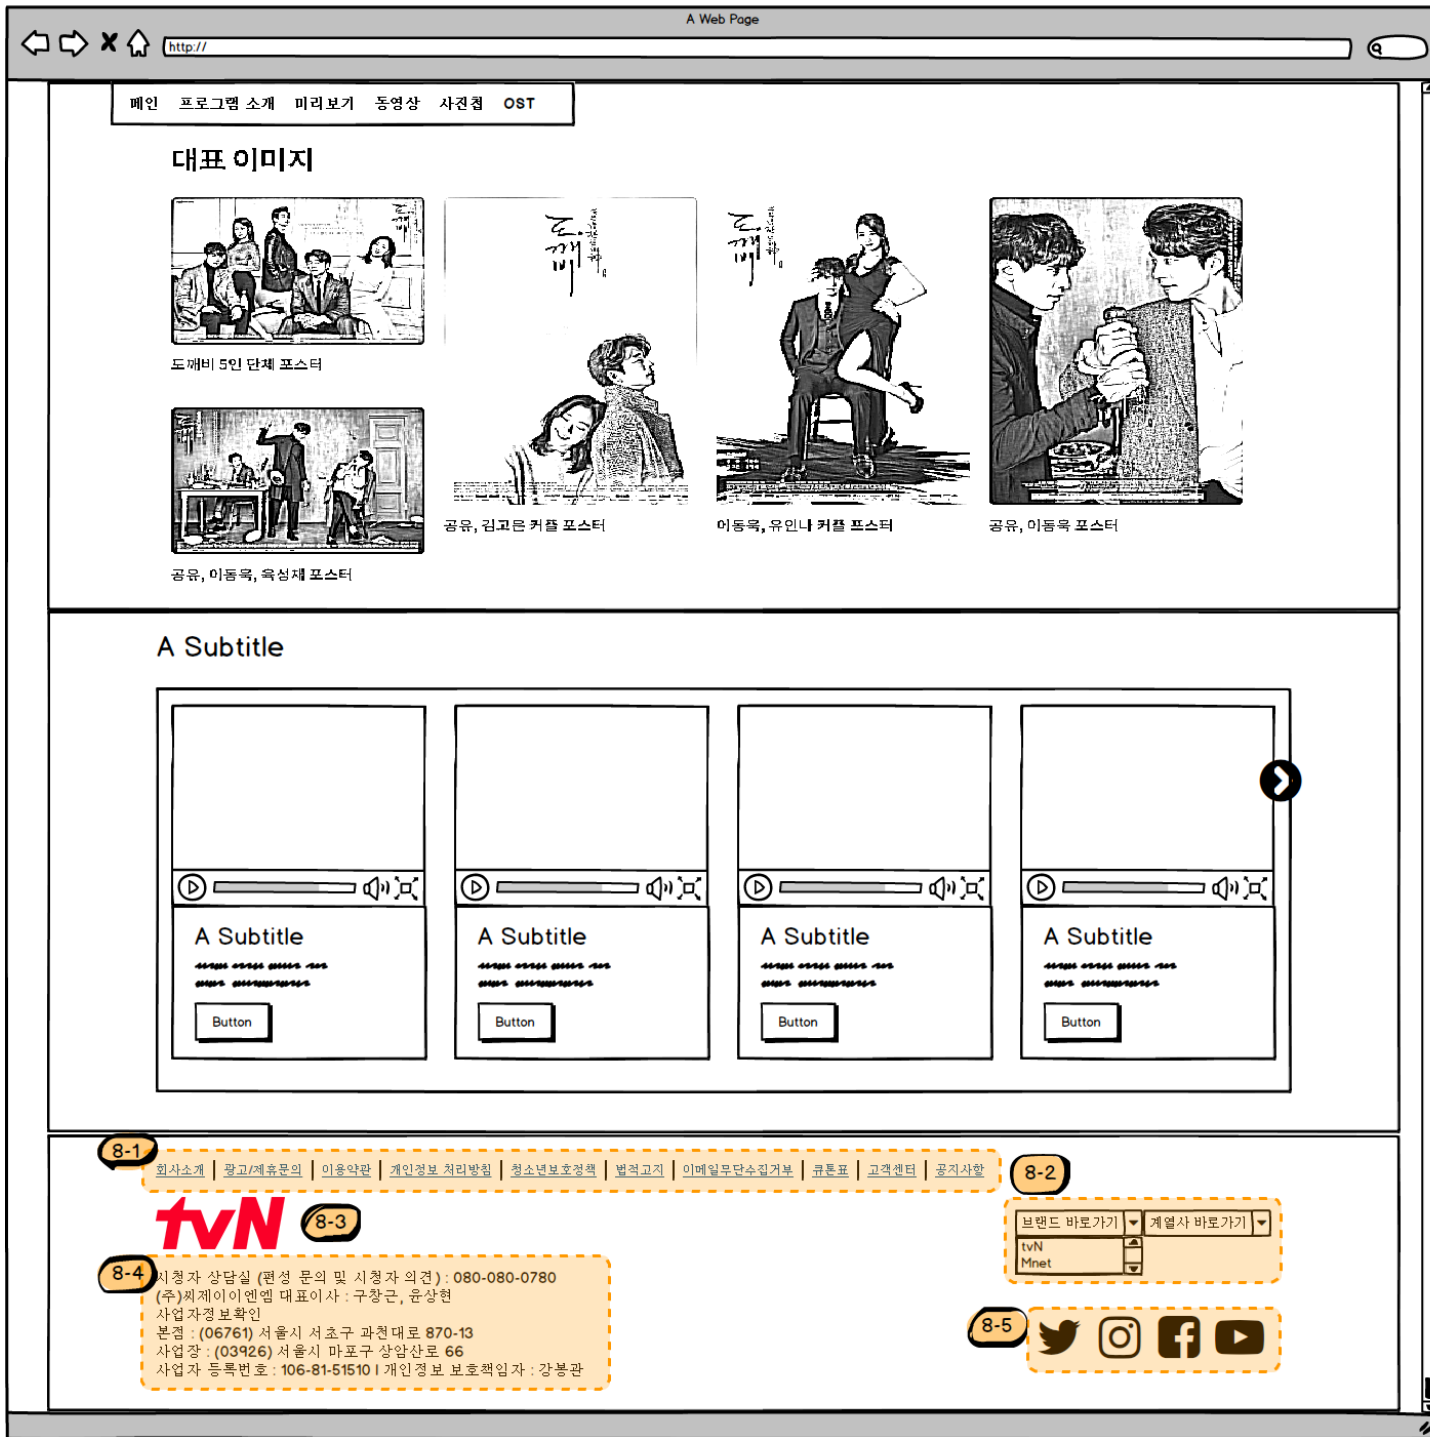 A Web Page
http://
메인 프로그램 소개 미리보기 동영상 사진첩 OST
대표 이미지
도깨비
도깨비
도깨비 5인 단체 포스터
공유, 김고은 커플 포스터
이동욱, 유인나 커플 포스터
공유, 이동욱 포스터
공유, 이동욱, 육성재 포스터
A Subtitle
A Subtitle
A Subtitle
A Subtitle
A Subtitle
Button
Button
Button
Button
8-1
회사소개 | 광고/제휴문의 | 이용약관 | 개인정보 처리방침 | 청소년보호정책 | 법적고지 | 이메일무단수집거부 | 큐톤표 | 고객센터 | 공지사항
8-2
tvN
8-3
브랜드 바로가기 계열사 바로가기
tvN
Mnet
8-4
시청자 상담실 (편성 문의 및 시청자 의견) : 080-080-0780
(주)씨제이이엔엠 대표이사 : 구창근, 윤상현
사업자정보확인
본점 : (06761) 서울시 서초구 과천대로 870-13
사업장 : (03926) 서울시 마포구 상암산로 66
사업자 등록번호 : 106-81-51510 I 개인정보 보호책임자 : 강봉관
8-5